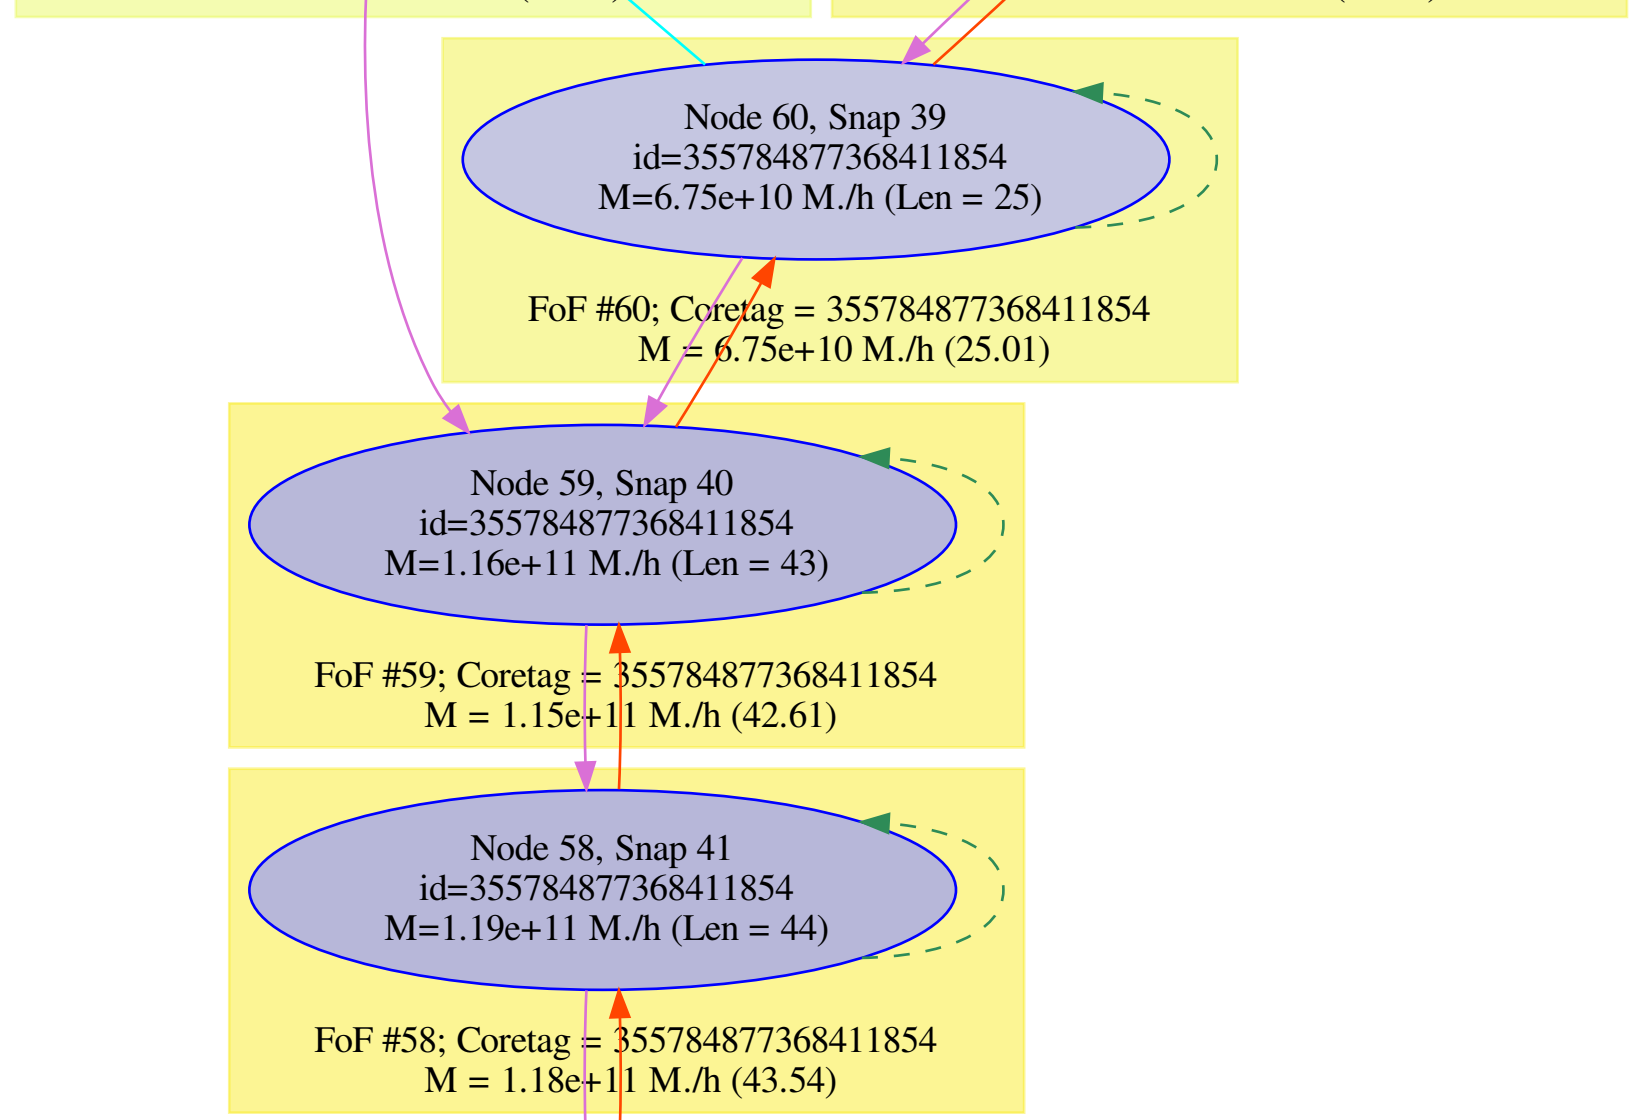 Node 60, Snap 39
id=355784877368411854
M=6.75e+10 M./h (Len = 25)
FoF #60; Coretag = 355784877368411854
M = 6.75e+10 M./h (25.01)
Node 59, Snap 40
id=355784877368411854
M=1.16e+11 M./h (Len = 43)
FoF #59; Coretag = 355784877368411854
M = 1.15e+11 M./h (42.61)
Node 58, Snap 41
id=355784877368411854
M=1.19e+11 M./h (Len = 44)
FoF #58; Coretag = 355784877368411854
M = 1.18e+11 M./h (43.54)